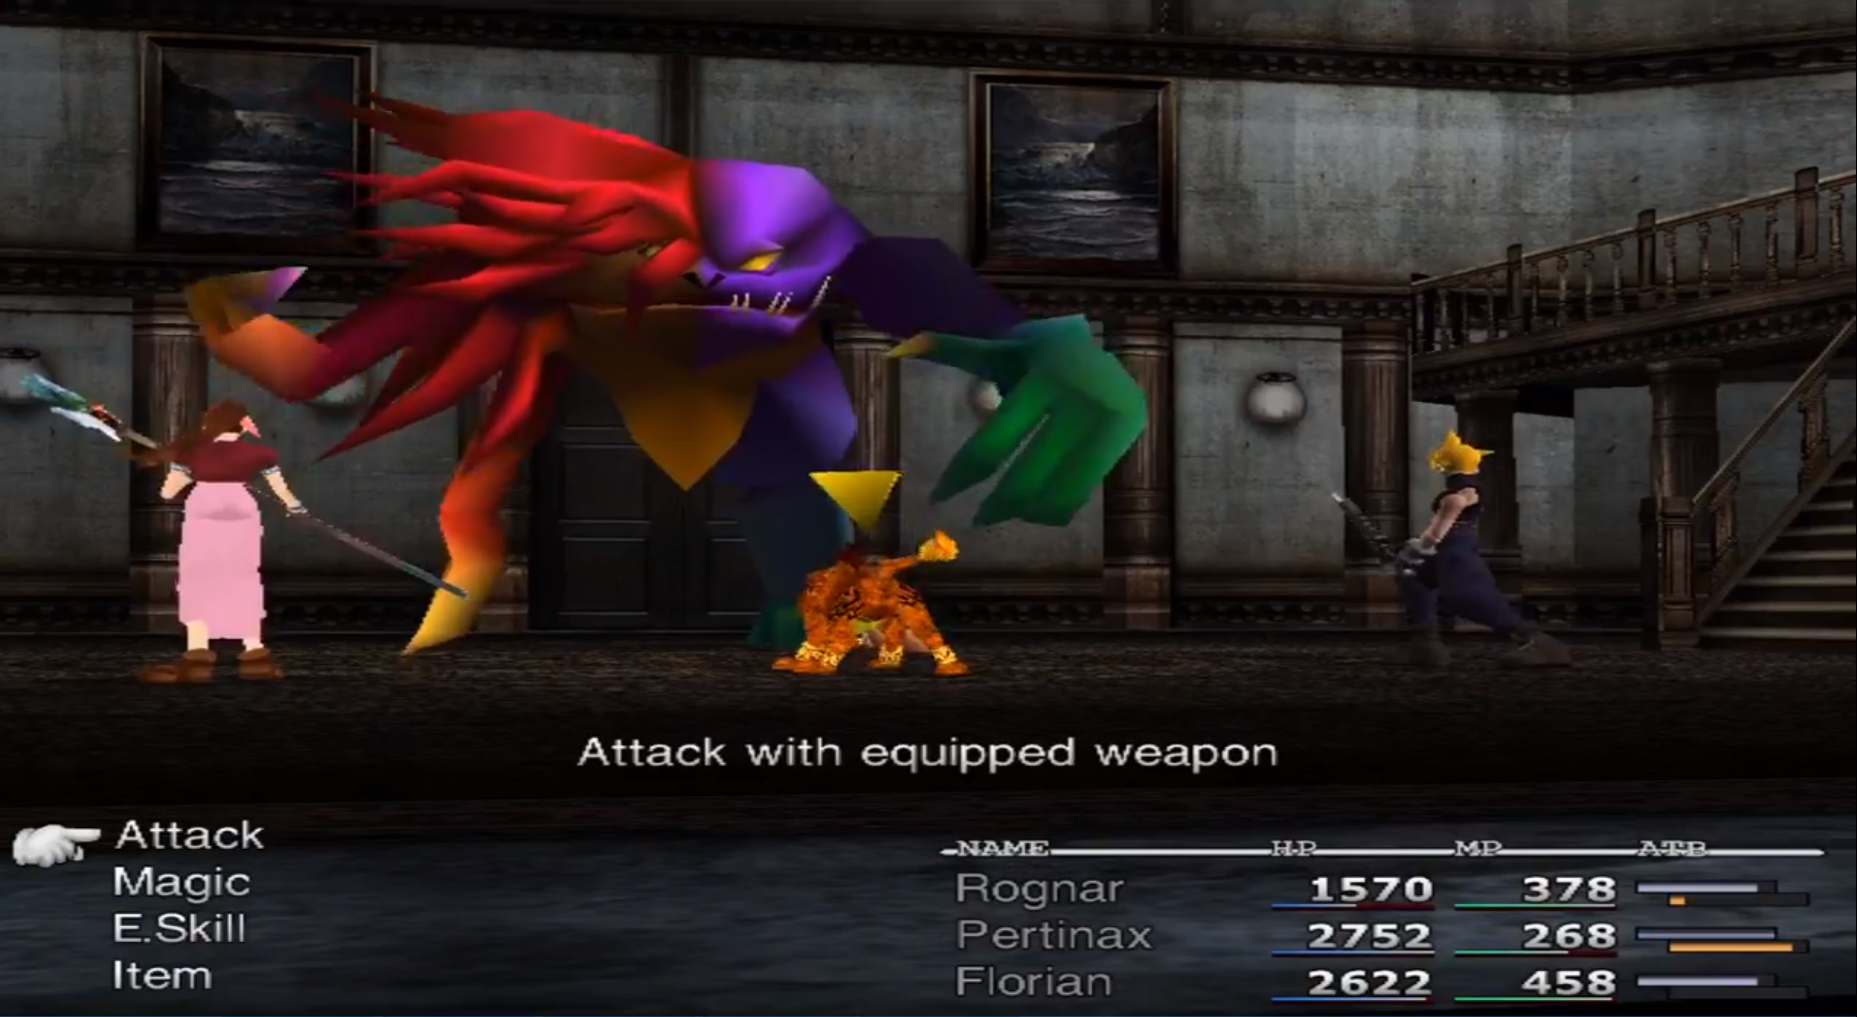 Attack with equipped weapon
Attack
Magic
E.Skill
Item
NAME HP MP ATB
Rognar 1570 378
Pertinax 2752 268
Florian 2622 458